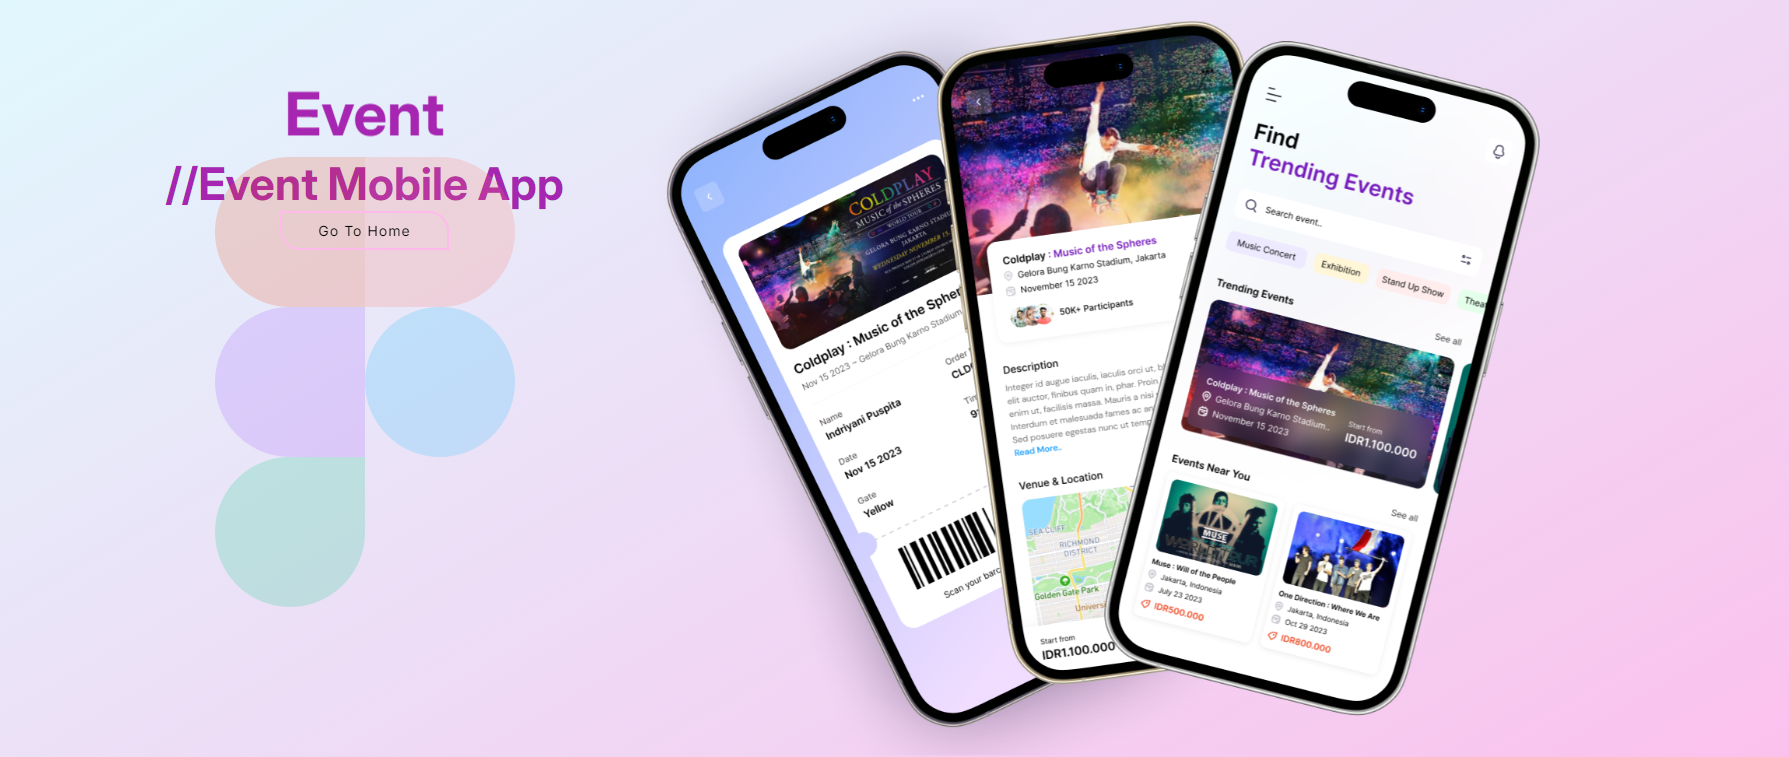 Event
//Event Mobile App
Go To Home
COLDPLAY
MUSIC of the SPHERES
WORLD TOUR
GELORA BUNG KARNO STADIUM
JAKARTA
WEDNESDAY NOVEMBER 15,
Coldplay : Music of the Spher
Nov 15 2023 ~ Gelora Bung Karno Stadium
Name
Indriyani Puspita
Order
CLD
Date
Nov 15 2023
Gate
Yellow
Scan your barc
Coldplay : Music of the Spheres
Gelora Bung Karno Stadium, Jakarta
November 15 2023
50K+ Participants
Description
Integer id augue iaculis, iaculis orci ut, bl
elit auctor, finibus quam in, phar. Proin
enim ut, facilisis massa. Mauris a nisi
Interdum et malesuada fames ac an
Sed posuere egestas nunc ut temp
Read More..
Venue & Location
SEA CLIFF
RICHMOND
DISTRICT
Golden Gate Park
Univers
Start from
IDR1.100.000
Find
Trending Events
Search event..
Music Concert
Exhibition
Stand Up Show
Theat
Trending Events
See all
Coldplay : Music of the Spheres
Gelora Bung Karno Stadium..
November 15 2023
Start from
IDR1.100.000
Events Near You
See all
MUSE
WORLD TOUR
Muse : Will of the People
Jakarta, Indonesia
July 23 2023
IDR500.000
One Direction : Where We Are
Jakarta, Indonesia
Oct 29 2023
IDR800.000